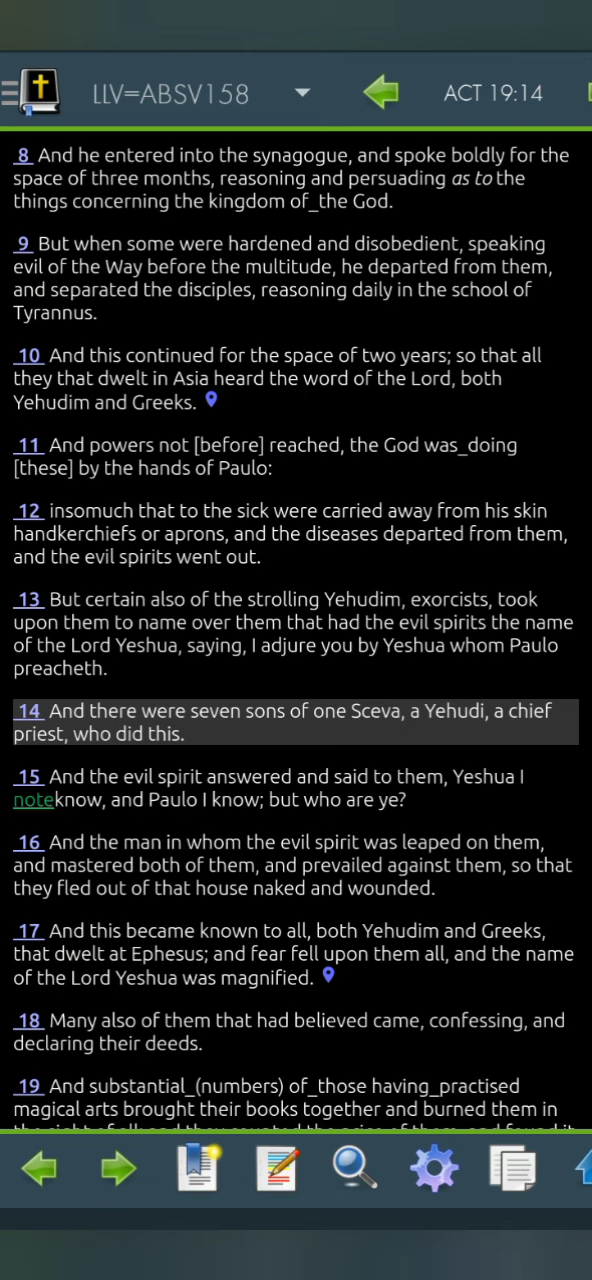 LLV=ABSV158
ACT 19:14
8 And he entered into the synagogue, and spoke boldly for the
space of three months, reasoning and persuading as to the
things concerning the kingdom of_the God.
9 But when some were hardened and disobedient, speaking
evil of the Way before the multitude, he departed from them,
and separated the disciples, reasoning daily in the school of
Tyrannus.
10 And this continued for the space of two years; so that all
they that dwelt in Asia heard the word of the Lord, both
Yehudim and Greeks.
11 And powers not [before] reached, the God was_doing
[these] by the hands of Paulo:
12 insomuch that to the sick were carried away from his skin
handkerchiefs or aprons, and the diseases departed from them,
and the evil spirits went out.
13 But certain also of the strolling Yehudim, exorcists, took
upon them to name over them that had the evil spirits the name
of the Lord Yeshua, saying, I adjure you by Yeshua whom Paulo
preacheth.
14 And there were seven sons of one Sceva, a Yehudi, a chief
priest, who did this.
15 And the evil spirit answered and said to them, Yeshua I
noteknow, and Paulo I know; but who are ye?
16 And the man in whom the evil spirit was leaped on them,
and mastered both of them, and prevailed against them, so that
they fled out of that house naked and wounded.
17 And this became known to all, both Yehudim and Greeks,
that dwelt at Ephesus; and fear fell upon them all, and the name
of the Lord Yeshua was magnified.
18 Many also of them that had believed came, confessing, and
declaring their deeds.
19 And substantial_(numbers) of_those having_practised
magical arts brought their books together and burned them in